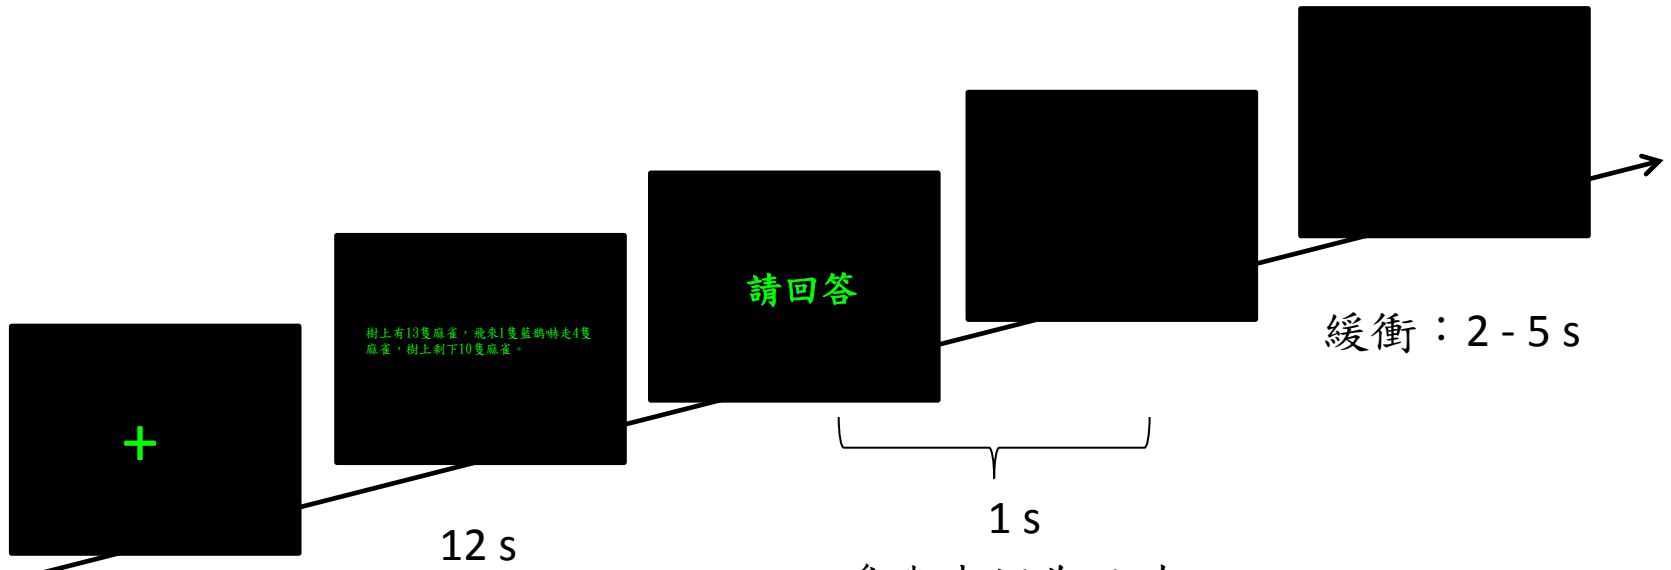 樹上有13隻麻雀，飛來1隻藍鵲嚇走4隻
麻雀，樹上剩下10隻麻雀。
請回答
12 s
1 s
緩衝：2 - 5 s